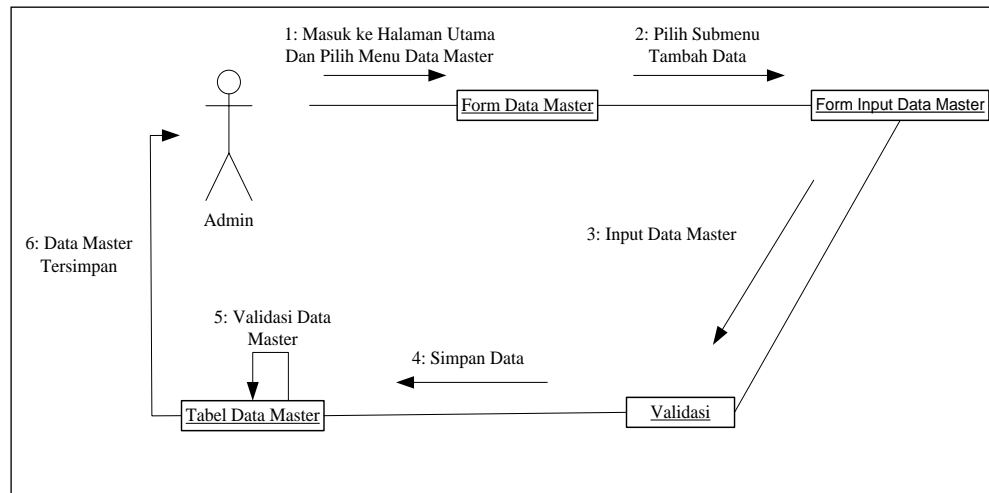 1: Masuk ke Halaman Utama
Dan Pilih Menu Data Master
2: Pilih Submenu
Tambah Data
Form Data Master
Form Input Data Master
Admin
3: Input Data Master
6: Data Master
Tersimpan
5: Validasi Data
Master
4: Simpan Data
Tabel Data Master
Validasi